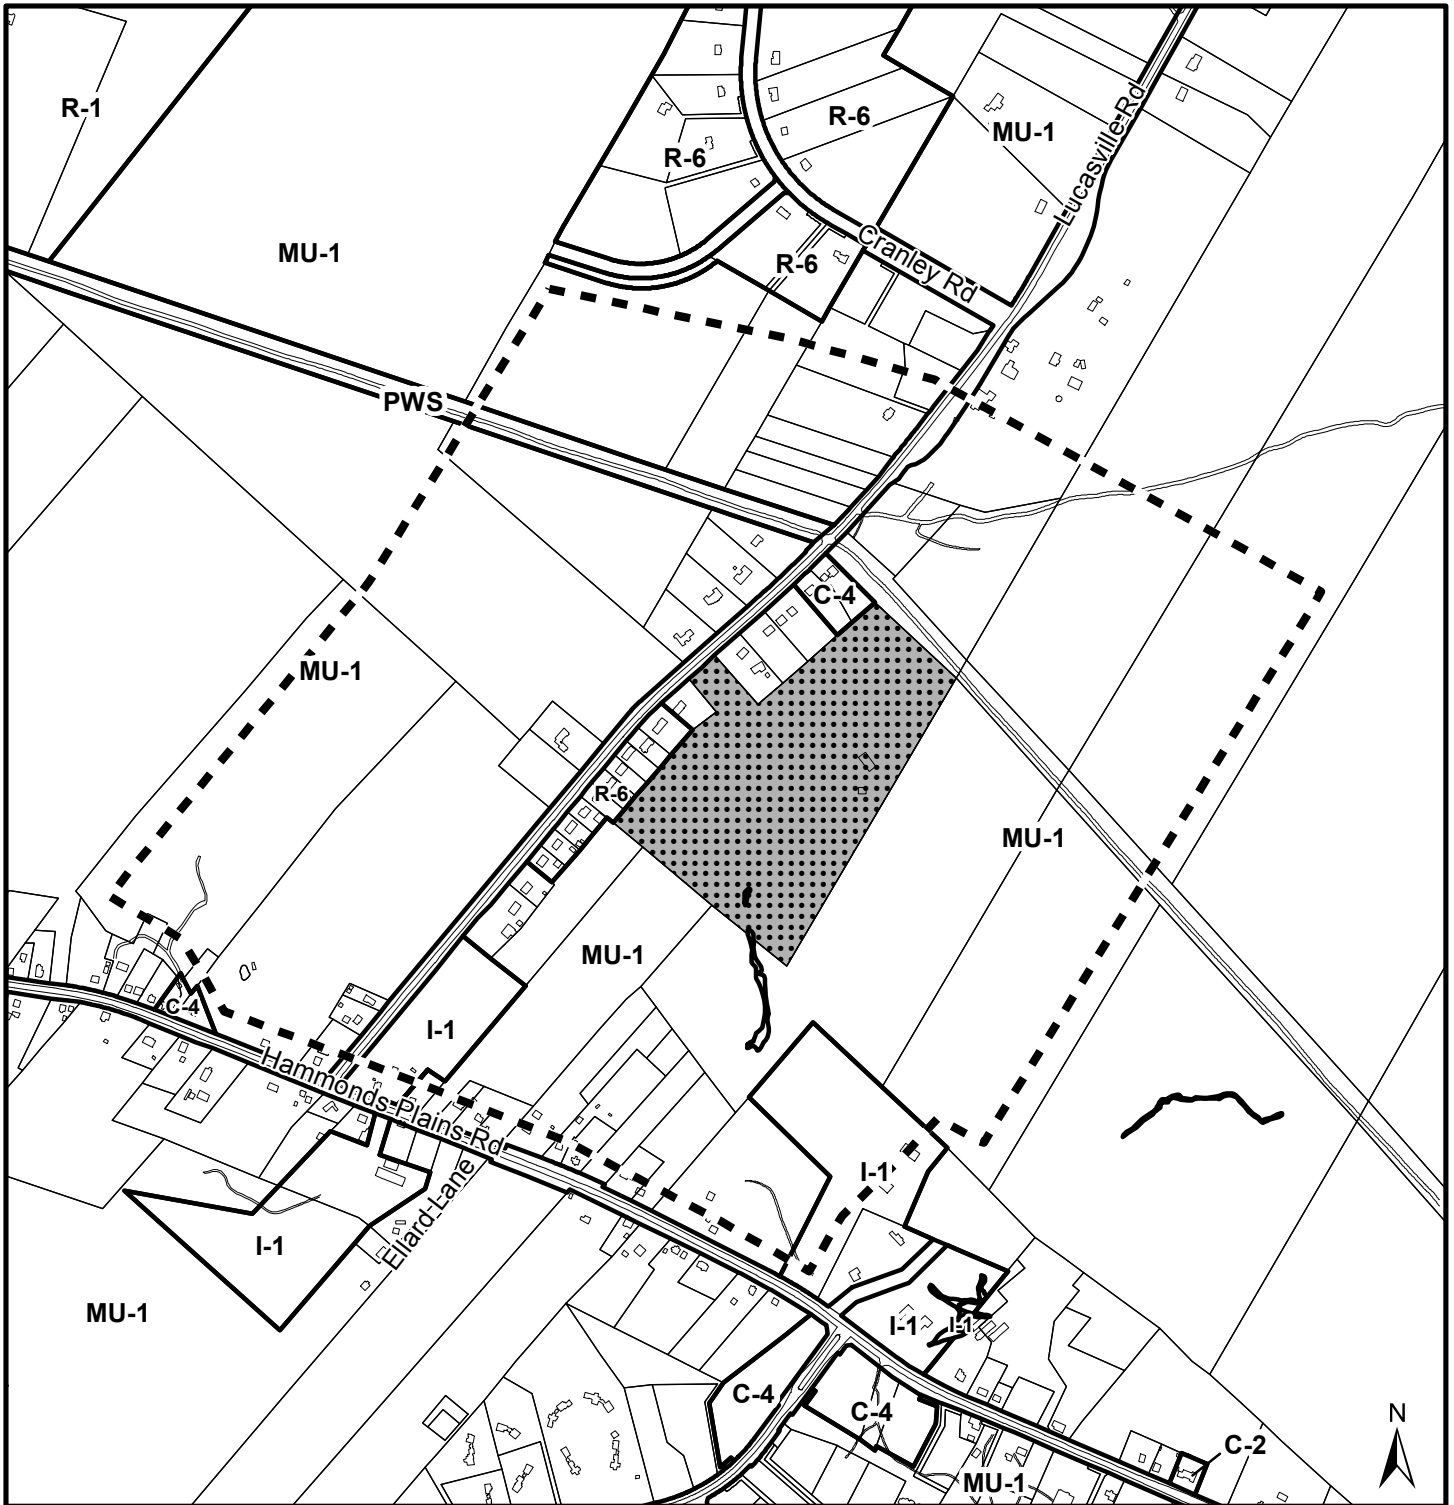 R-1
R-6
MU-1
Lucasville Rd
R-6
MU-1
Cranley Rd
R-6
PWS
C-4
MU-1
R-6
MU-1
MU-1
C-4
I-1
Hammonds Plains Rd
Ellard Lane
I-1
I-1
MU-1
I-1
I-1
C-4
C-4
C-2
MU-1
N